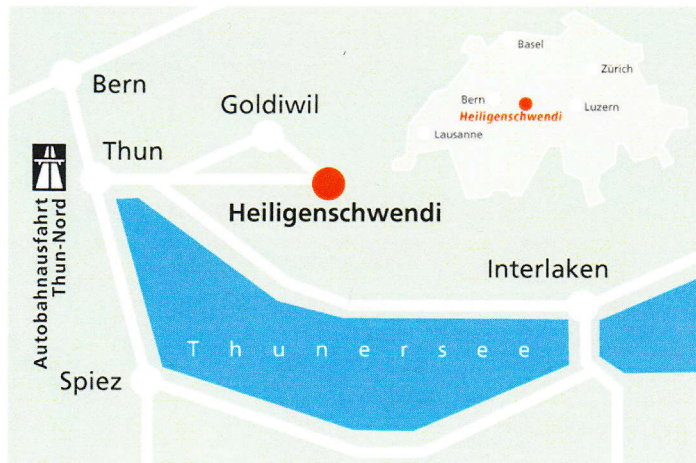 Basel
Zürich
Bern
Luzern
Heiligenschwendi
Lausanne
Bern
Goldiwil
Thun
Autobahnausfahrt
Thun-Nord
Heiligenschwendi
Interlaken
Thunersee
Spiez